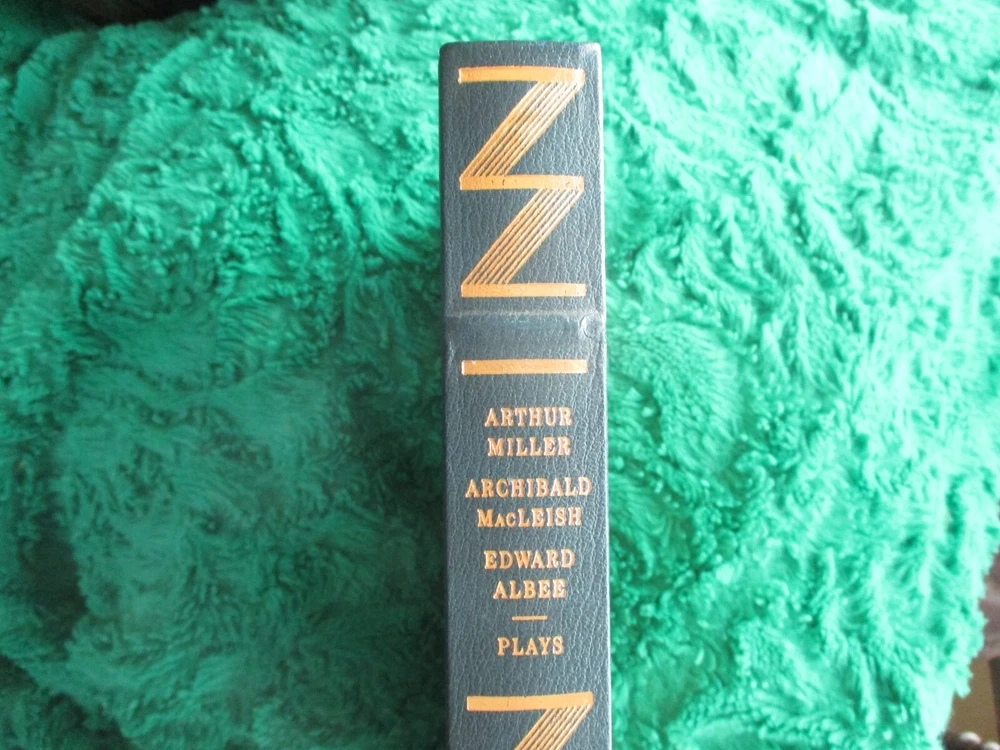 ARTHUR
MILLER
ARCHIBALD
MACLEISH
EDWARD
ALBEE
PLAYS